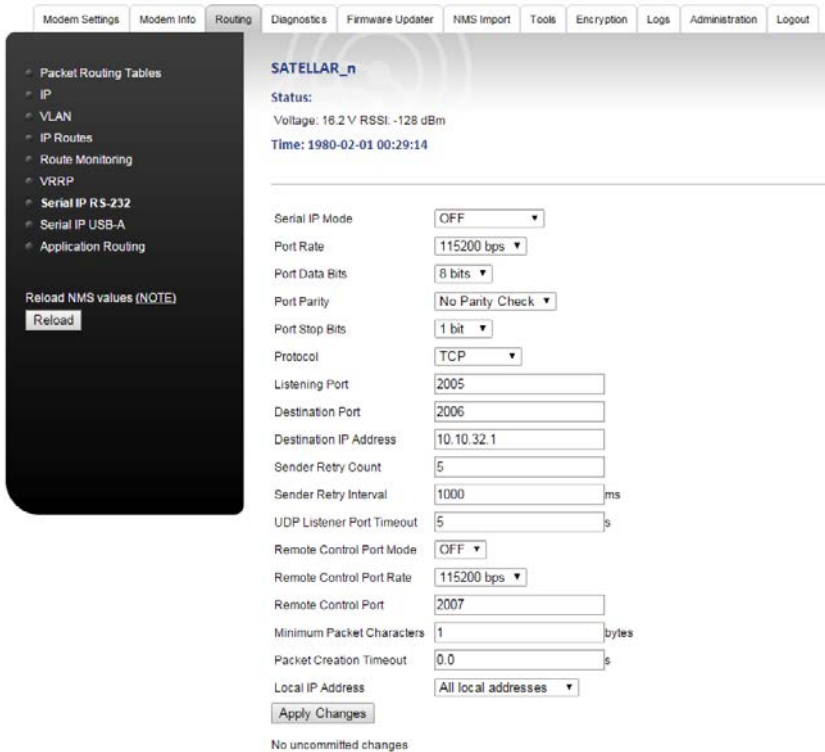 Modem Settings Modem Info Routing Diagnostics Firmware Updater NMS Import Tools Encryption Logs Administration Logout
Packet Routing Tables
IP
VLAN
IP Routes
Route Monitoring
VRRP
Serial IP RS-232
Serial IP USB-A
Application Routing
Reload NMS values (NOTE)
Reload
SATELLAR_n
Status:
Voltage: 16.2 V RSSI: -128 dBm
Time: 1980-02-01 00:29:14
Serial IP Mode OFF
Port Rate 115200 bps
Port Data Bits 8 bits
Port Parity No Parity Check
Port Stop Bits 1 bit
Protocol TCP
Listening Port 2005
Destination Port 2006
Destination IP Address 10.10.32.1
Sender Retry Count 5
Sender Retry Interval 1000 ms
UDP Listener Port Timeout 5 s
Remote Control Port Mode OFF
Remote Control Port Rate 115200 bps
Remote Control Port 2007
Minimum Packet Characters 1 bytes
Packet Creation Timeout 0.0 s
Local IP Address All local addresses
Apply Changes
No uncommitted changes